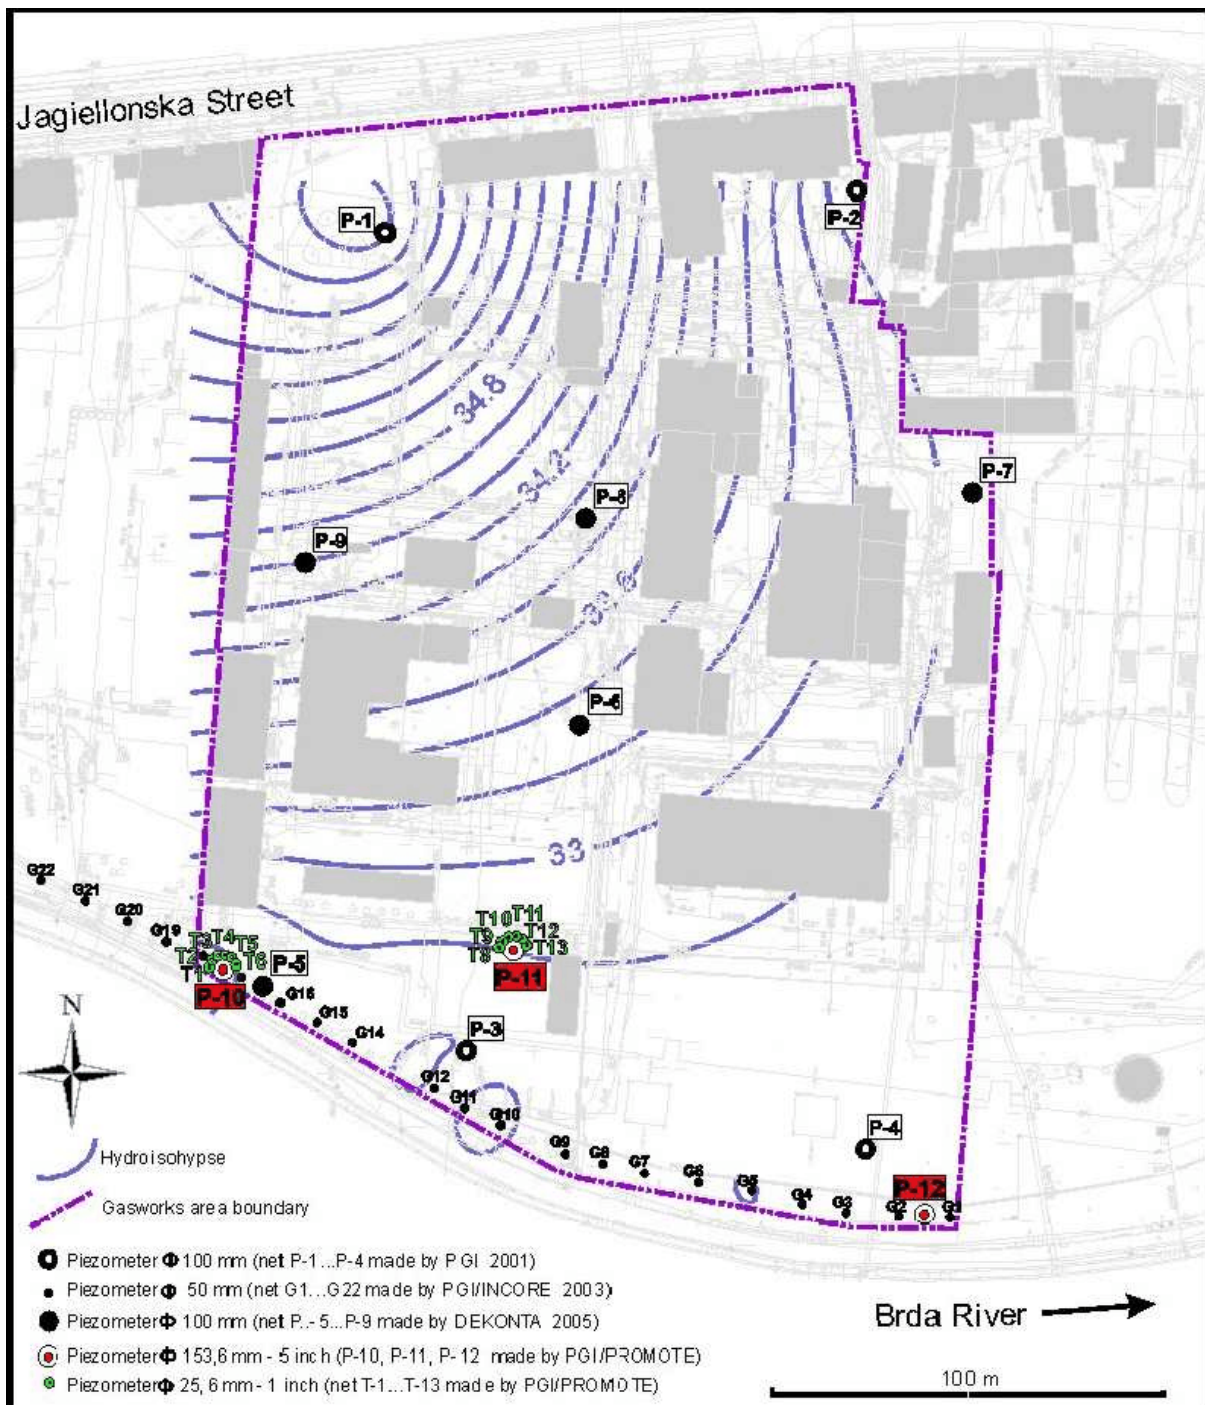 Jagiellonska Street
P-1
P-2
34.8
34.2
P-8
P-7
P-9
P-6
33
G22
G21
G20
G19
T3
T4
T5
T2
T1
T6
P-5
P-10
G16
G15
G14
T10
T11
T9
T12
T8
T13
P-11
P-3
G12
G11
G10
G9
G8
G7
G6
G5
G4
G3
G2
G1
P-4
P-12
N
Hydroisohypse
Gasworks area boundary
Piezometer Φ 100 mm (net P-1...P-4 made by PGI 2001)
Piezometer Φ 50 mm (net G1...G22 made by PGI/INCORE 2003)
Piezometer Φ 100 mm (net P..- 5...P-9 made by DEKONTA 2005)
Piezometer Φ 153,6 mm - 5 inch (P-10, P-11, P- 12 made by PGI/PROMOTE)
Piezometer Φ 25, 6 mm - 1 inch (net T-1...T-13 made by PGI/PROMOTE)
Brda River
100 m